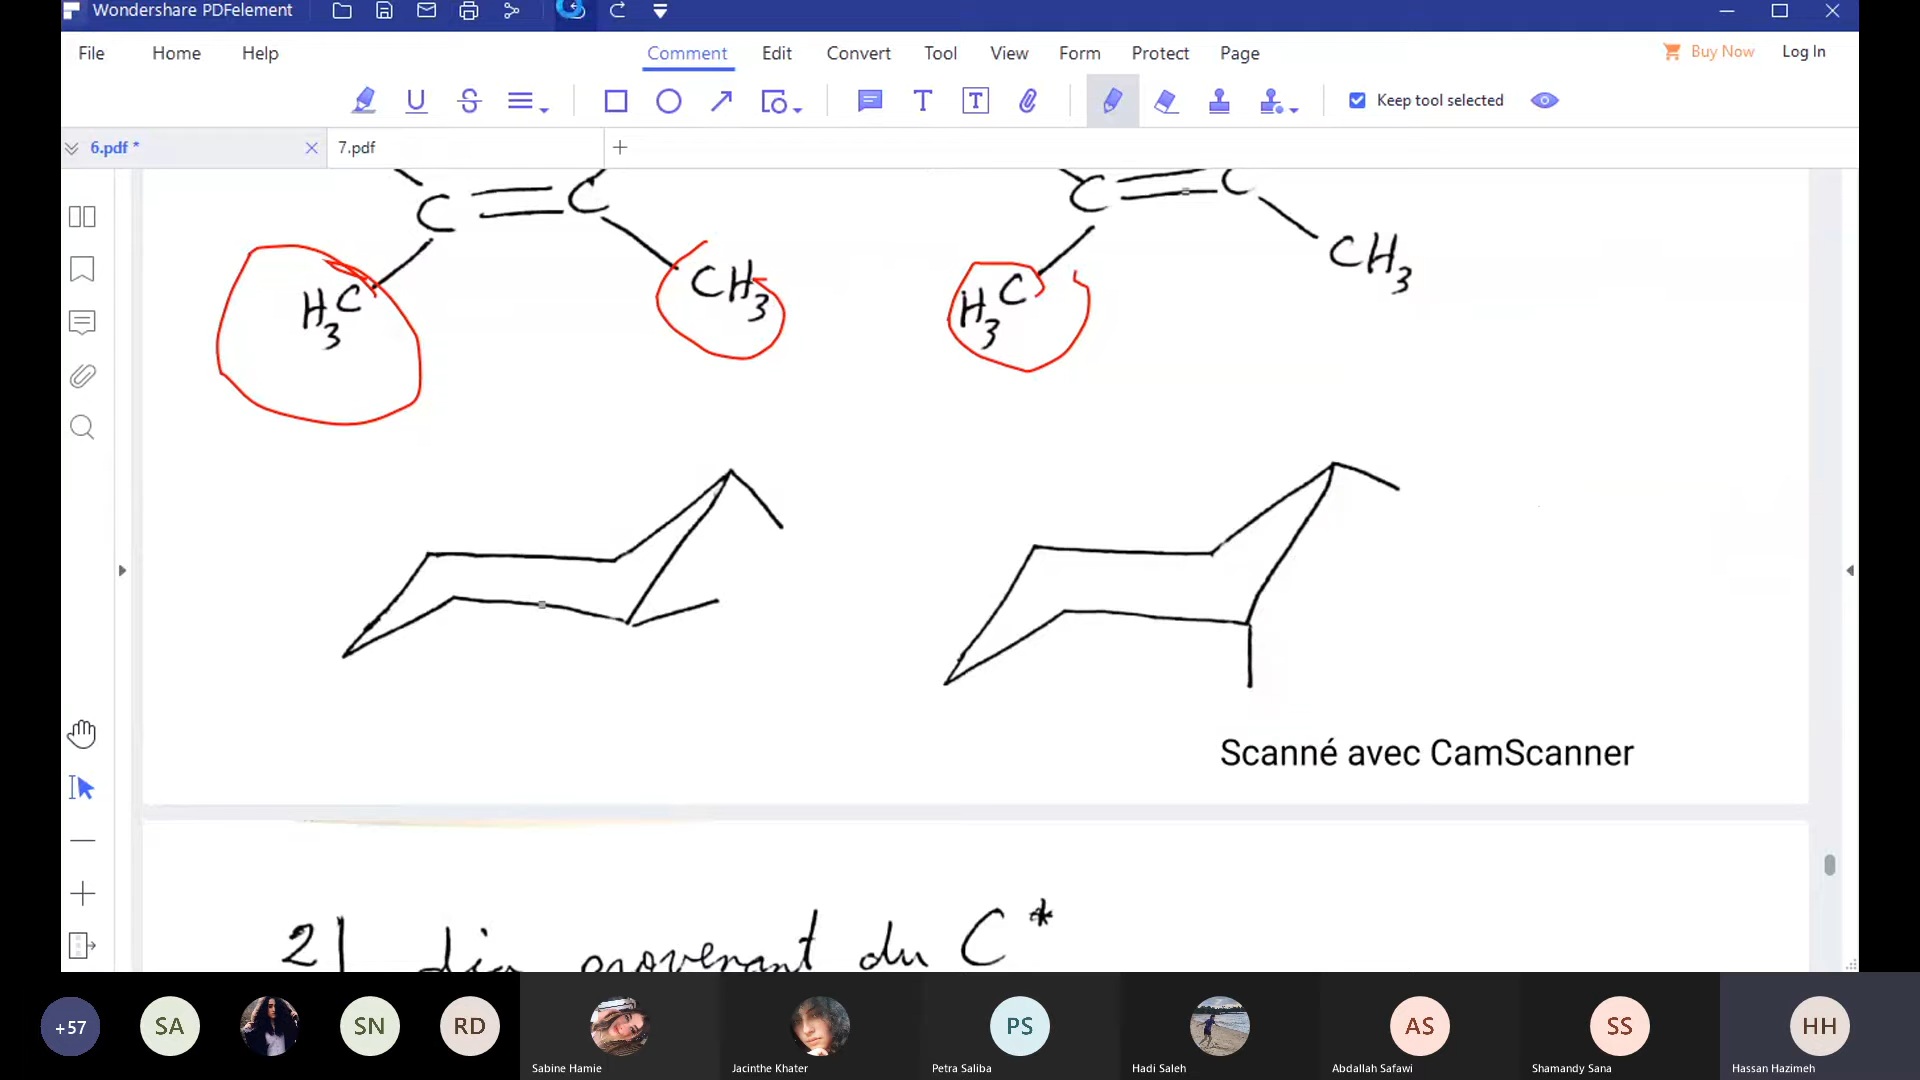 Wondershare PDFelement
File Home Help Comment Edit Convert Tool View Form Protect Page Buy Now Log In
Keep tool selected
6.pdf * 7.pdf
C = C
H3C CH3
C = C
H3C CH3
Scanné avec CamScanner
2| dia provenant du C*
+57 SA SN RD PS AS SS HH
Sabine Hamie Jacinthe Khater Petra Saliba Hadi Saleh Abdallah Safawi Shamandy Sana Hassan Hazimeh